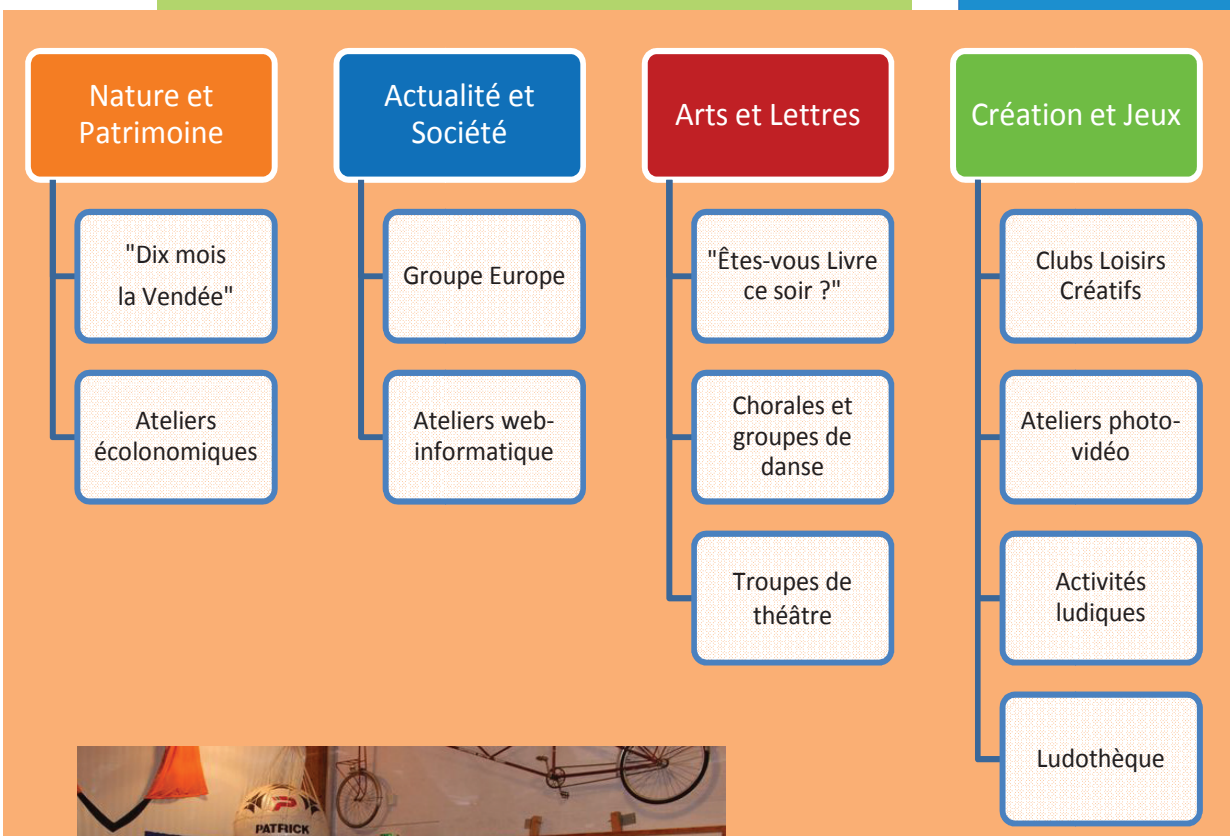 Nature et
Patrimoine
"Dix mois
la Vendée"
Ateliers
écolonomiques
Actualité et
Société
Groupe Europe
Ateliers web-
informatique
Arts et Lettres
"Êtes-vous Livre
ce soir ?"
Chorales et
groupes de
danse
Troupes de
théâtre
Création et Jeux
Clubs Loisirs
Créatifs
Ateliers photo-
vidéo
Activités
ludiques
Ludothèque
PATRICK